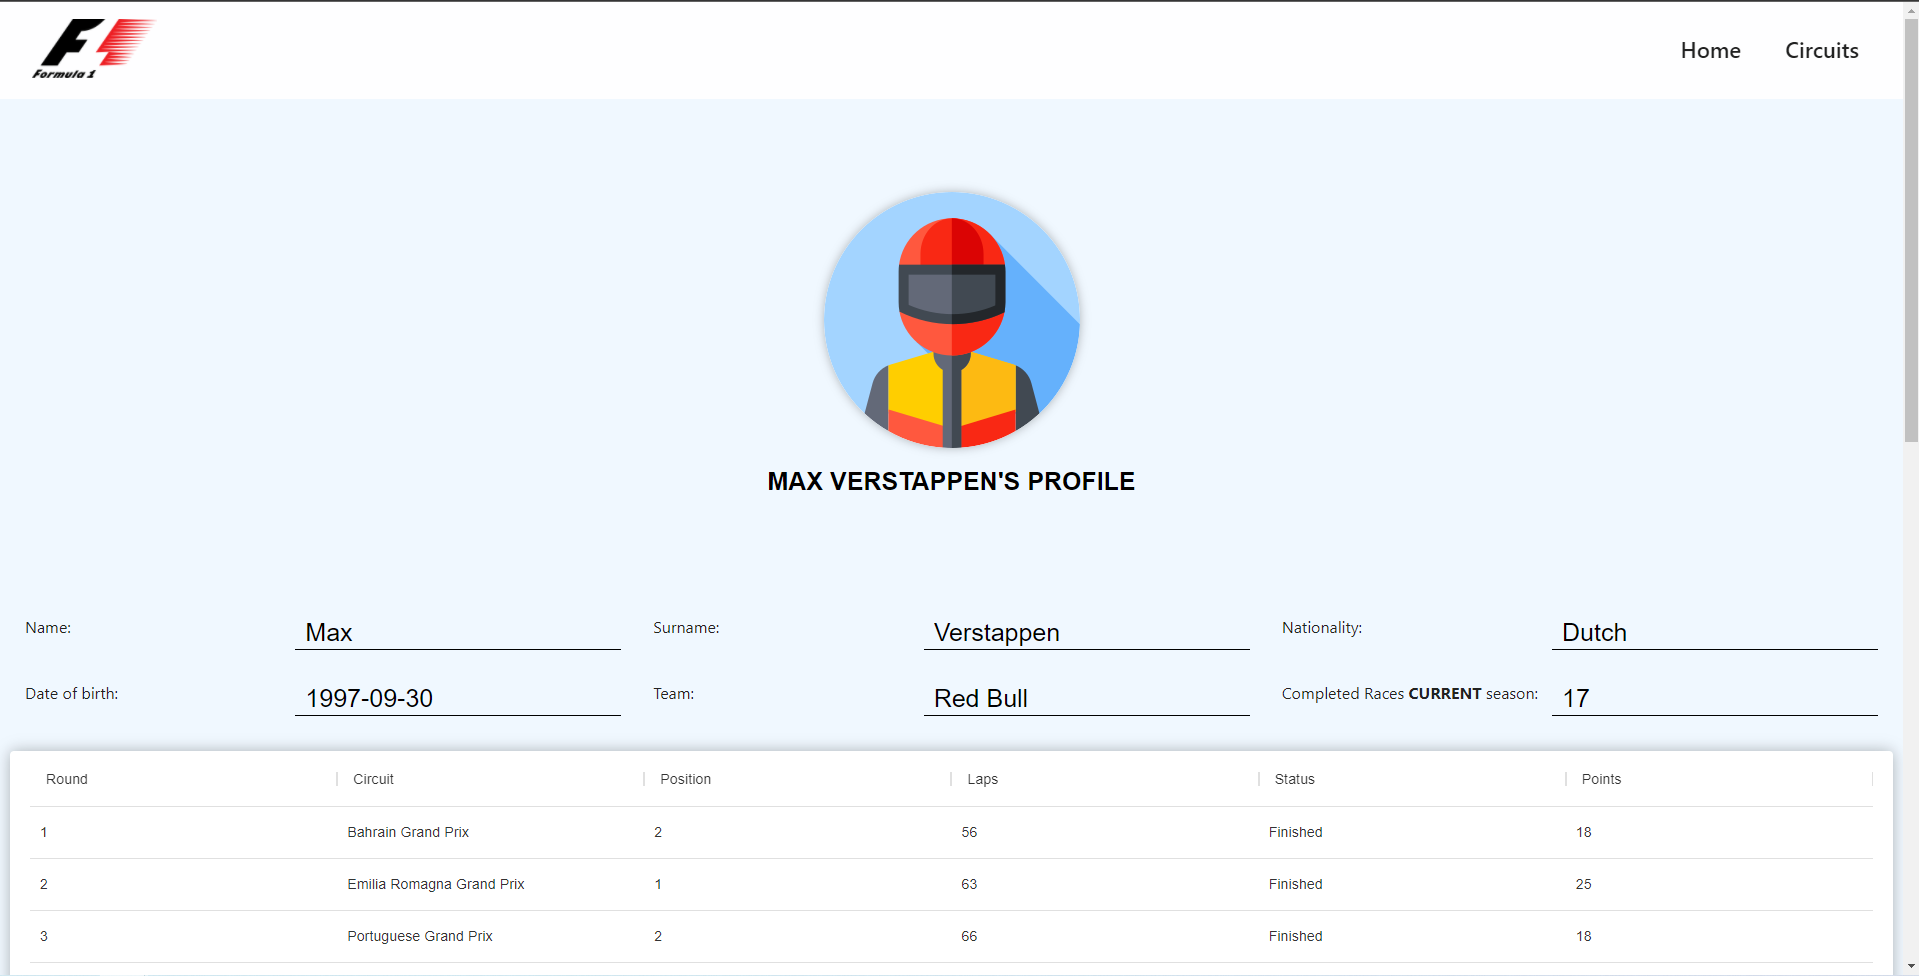 Formula 1
Home Circuits
MAX VERSTAPPEN'S PROFILE
Name: Max Surname: Verstappen Nationality: Dutch
Date of birth: 1997-09-30 Team: Red Bull Completed Races CURRENT season: 17
Round Circuit Position Laps Status Points
1 Bahrain Grand Prix 2 56 Finished 18
2 Emilia Romagna Grand Prix 1 63 Finished 25
3 Portuguese Grand Prix 2 66 Finished 18